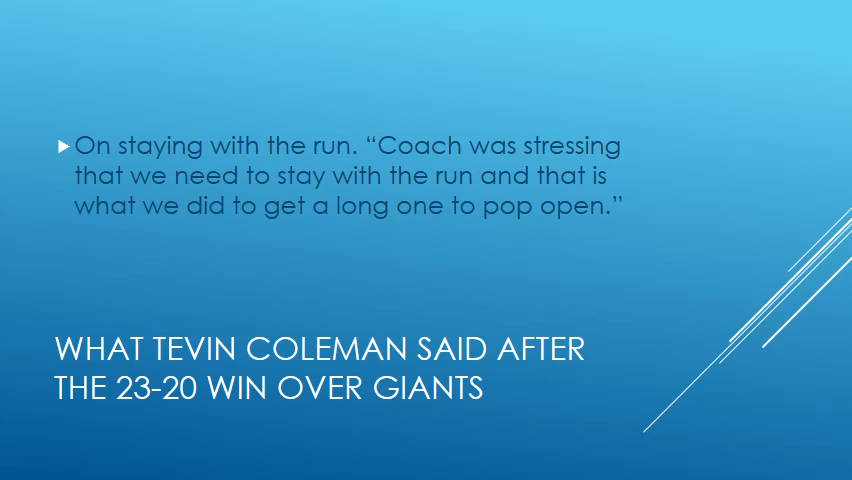 On staying with the run. “Coach was stressing
that we need to stay with the run and that is
what we did to get a long one to pop open.”
WHAT TEVIN COLEMAN SAID AFTER
THE 23-20 WIN OVER GIANTS